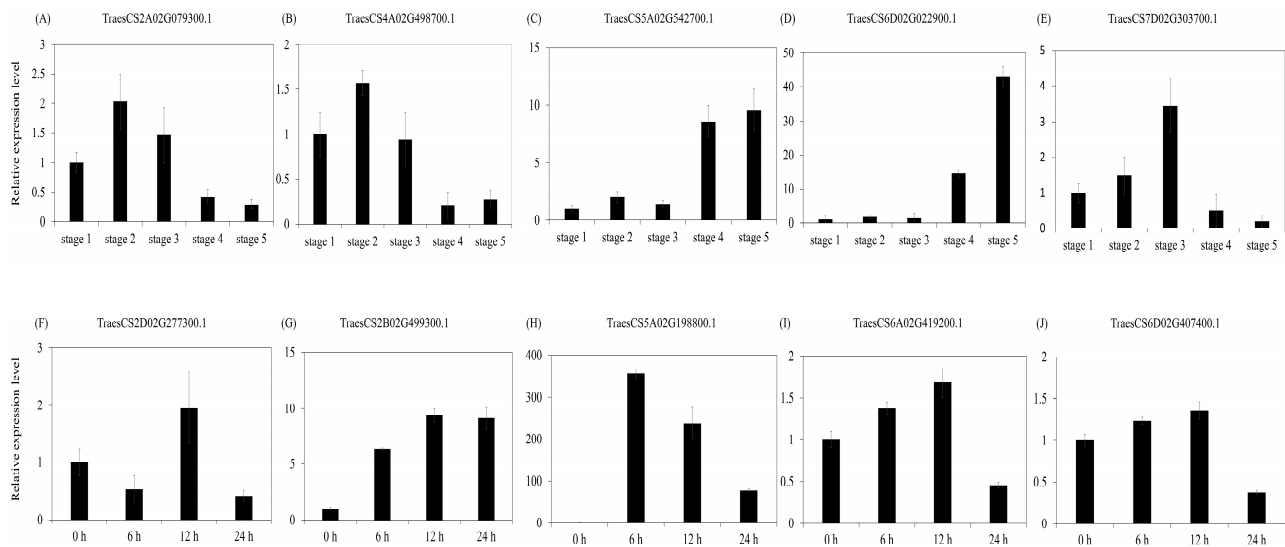 (A) TraesCS2A02G079300.1
Relative expression level
3
2.5
2
1.5
1
0.5
0
stage 1 stage 2 stage 3 stage 4 stage 5
(B) TraesCS4A02G498700.1
2
1.5
1
0.5
0
stage 1 stage 2 stage 3 stage 4 stage 5
(C) TraesCS5A02G542700.1
15
10
5
0
stage 1 stage 2 stage 3 stage 4 stage 5
(D) TraesCS6D02G022900.1
50
40
30
20
10
0
stage 1 stage 2 stage 3 stage 4 stage 5
(E) TraesCS7D02G303700.1
5
4
3
2
1
0
stage 1 stage 2 stage 3 stage 4 stage 5
(F) TraesCS2D02G277300.1
Relative expression level
3
2
1
0
0 h 6 h 12 h 24 h
(G) TraesCS2B02G499300.1
15
10
5
0
0 h 6 h 12 h 24 h
(H) TraesCS5A02G198800.1
400
300
200
100
0
0 h 6 h 12 h 24 h
(I) TraesCS6A02G419200.1
2
1.5
1
0.5
0
0 h 6 h 12 h 24 h
(J) TraesCS6D02G407400.1
2
1.5
1
0.5
0
0 h 6 h 12 h 24 h